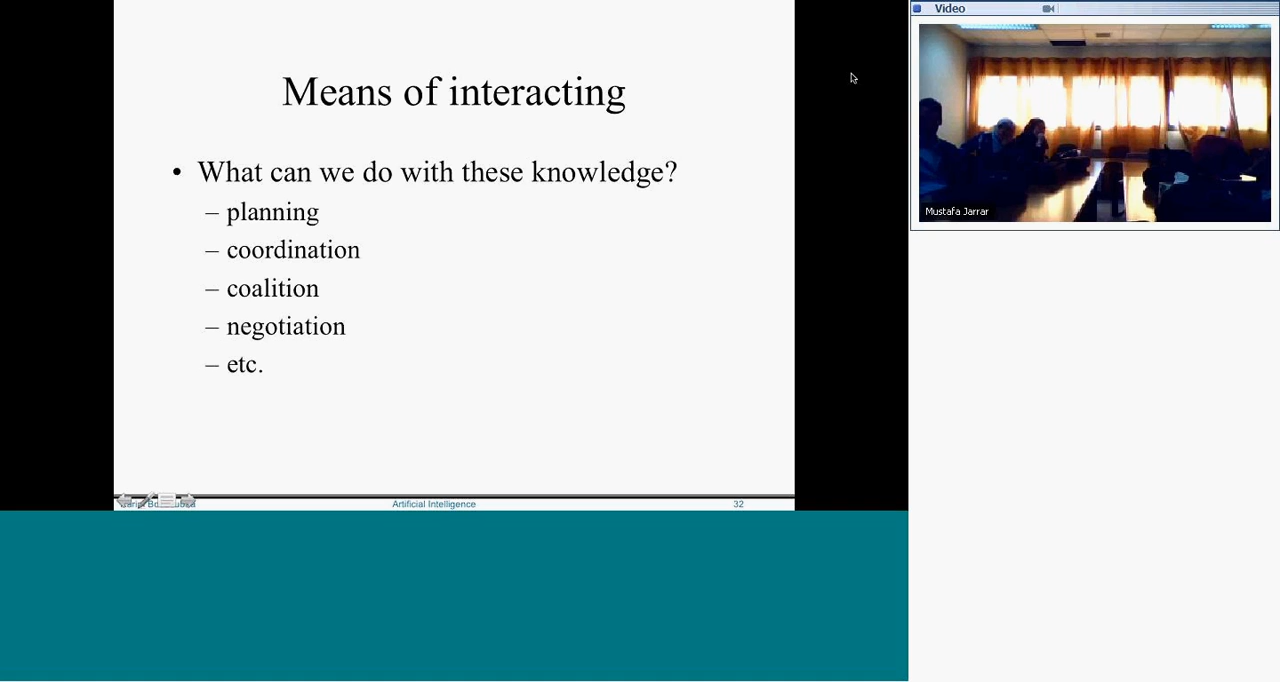 Means of interacting
• What can we do with these knowledge?
– planning
– coordination
– coalition
– negotiation
– etc.
Artificial Intelligence
32
Video
Mustafa Jarrar